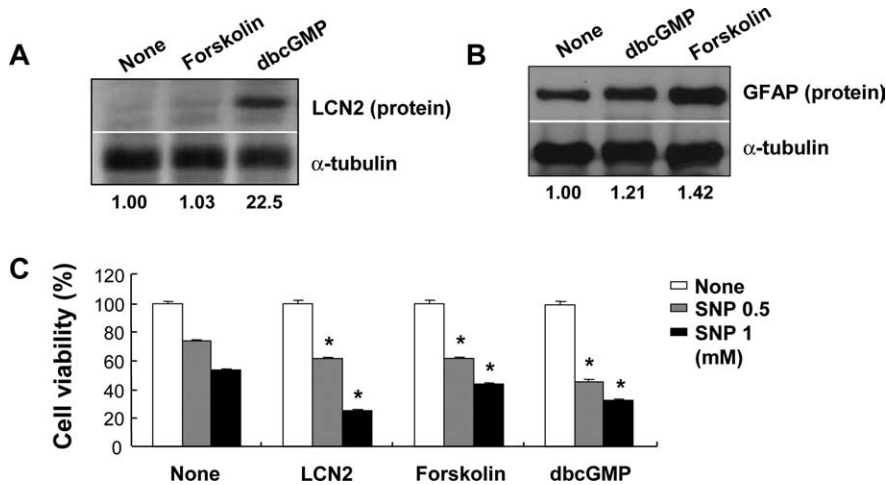 A
None Forskolin dbcGMP
LCN2 (protein)
α-tubulin
1.00 1.03 22.5
B
None dbcGMP Forskolin
GFAP (protein)
α-tubulin
1.00 1.21 1.42
C
Cell viability (%)
120
100
80
60
40
20
0
* * * * * *
None LCN2 Forskolin dbcGMP
None
SNP 0.5
SNP 1
(mM)